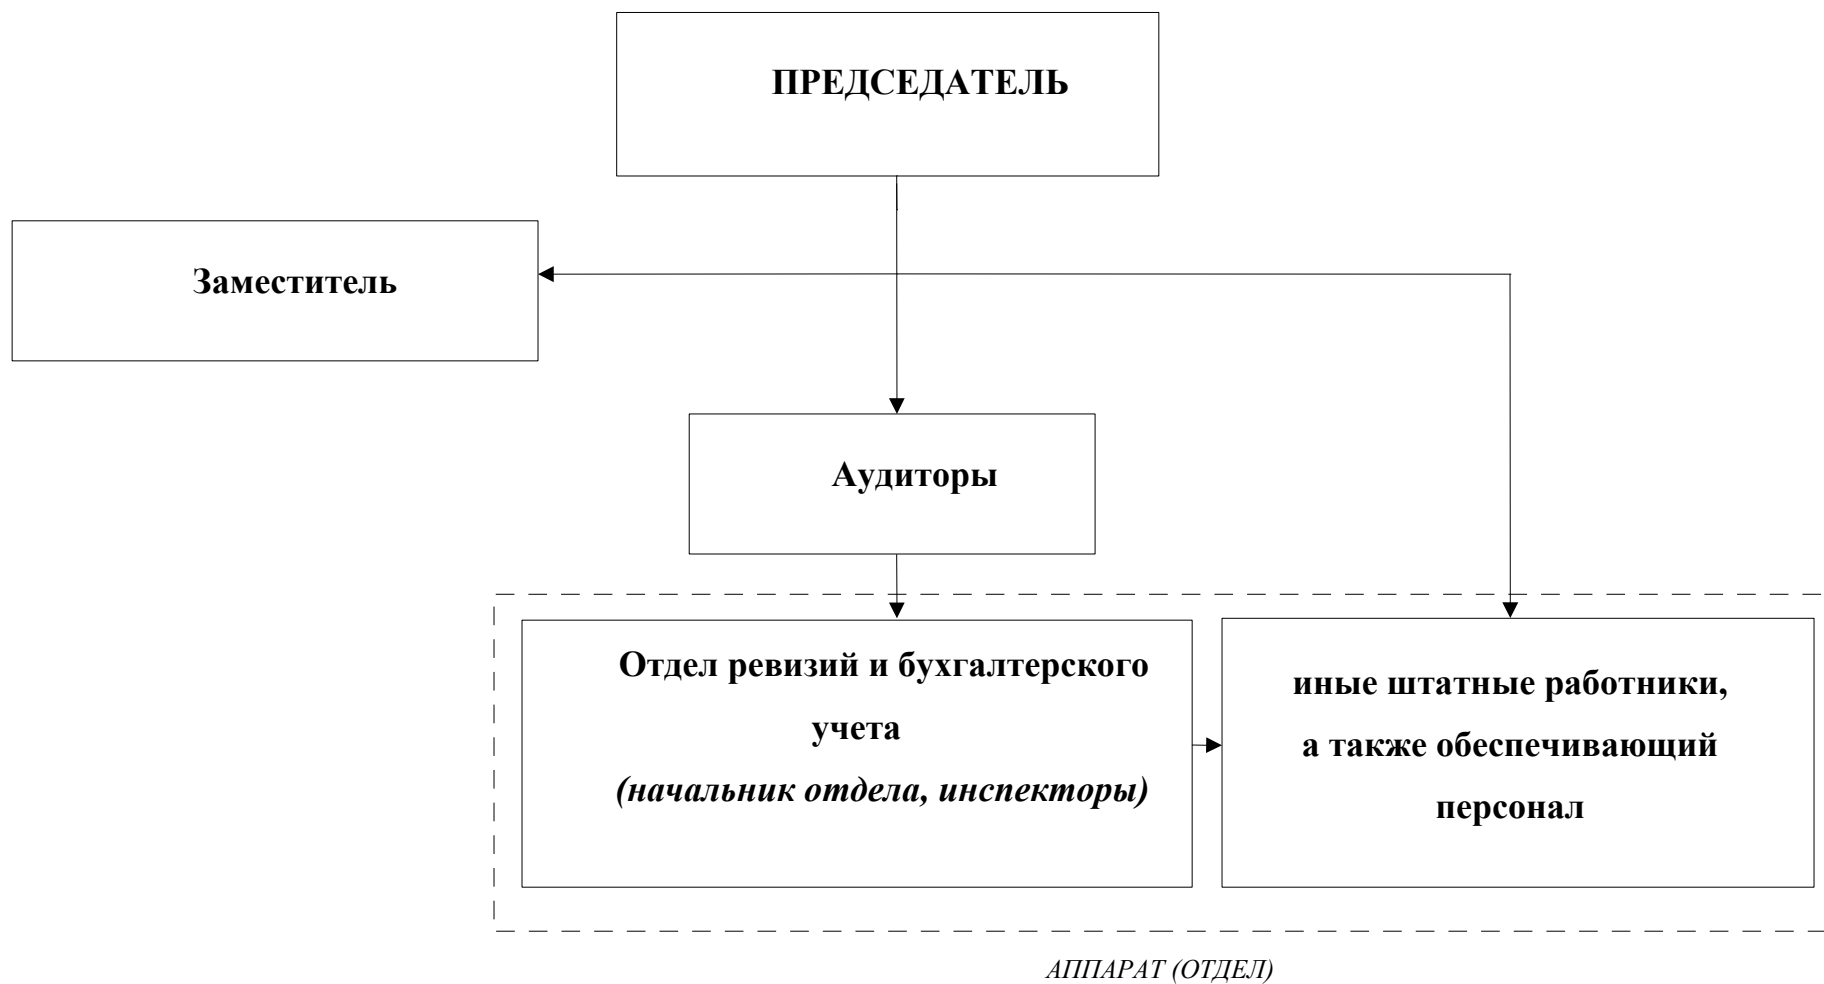 ПРЕДСЕДАТЕЛЬ
Заместитель
Аудиторы
Отдел ревизий и бухгалтерского
учета
(начальник отдела, инспекторы)
иные штатные работники,
а также обеспечивающий
персонал
АППАРАТ (ОТДЕЛ)